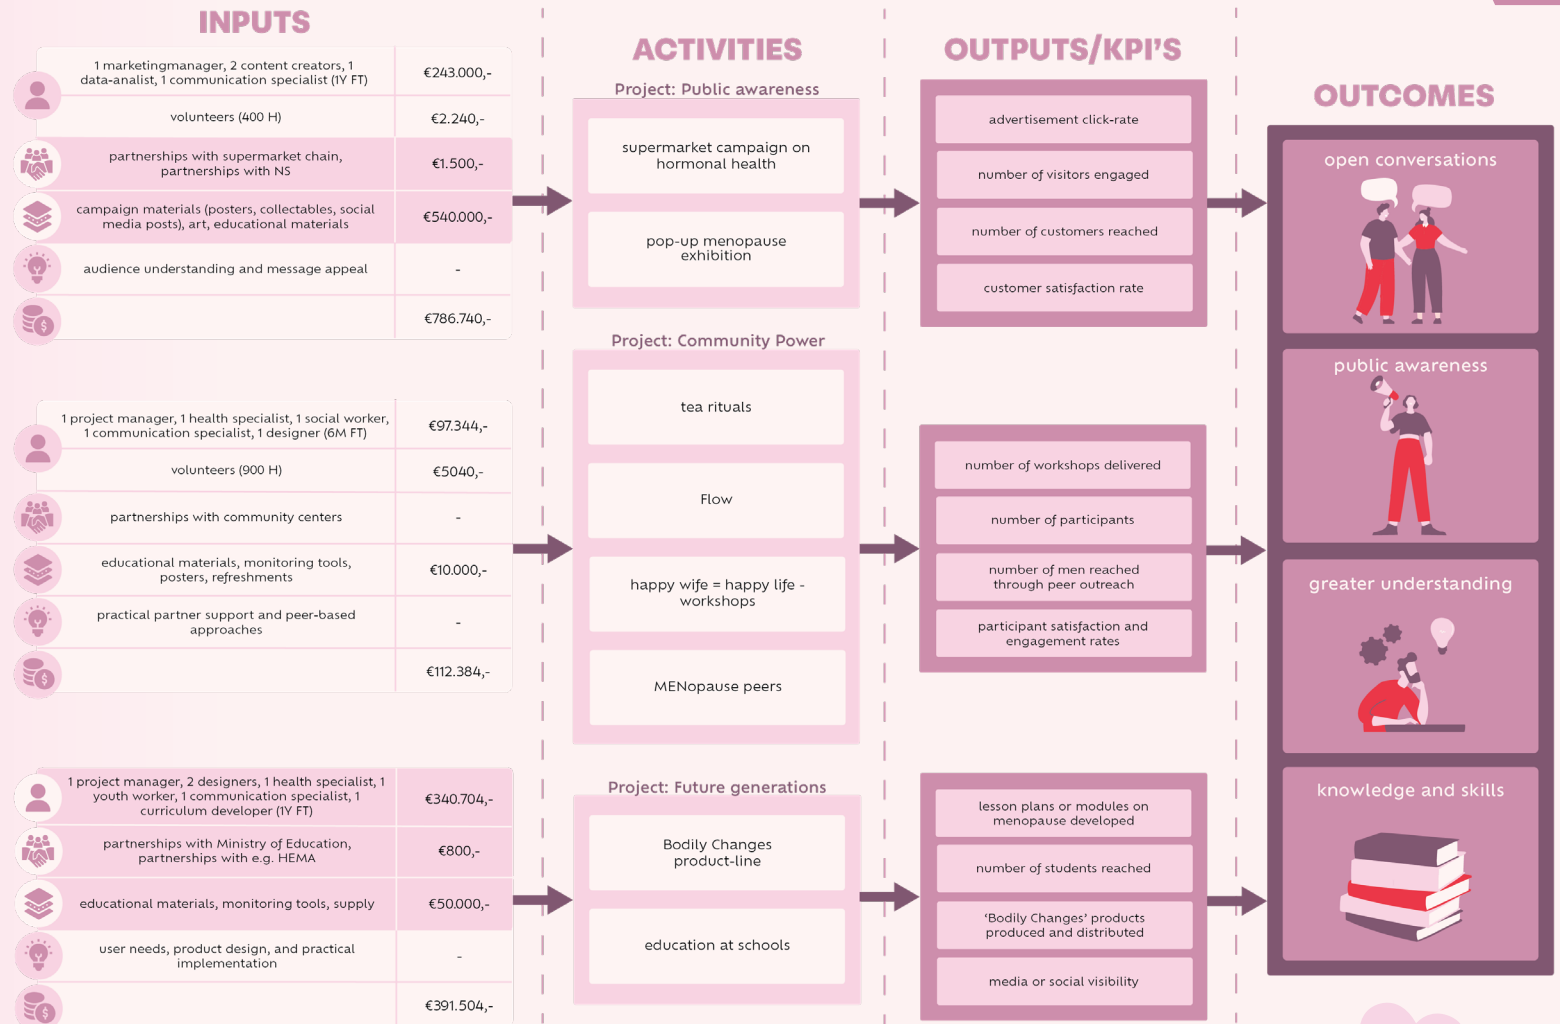 INPUTS
1 marketingmanager, 2 content creators, 1
data-analist, 1 communication specialist (1Y FT)
€243.000,-
volunteers (400 H)
€2.240,-
partnerships with supermarket chain,
partnerships with NS
€1.500,-
campaign materials (posters, collectables, social
media posts), art, educational materials
€540.000,-
audience understanding and message appeal
-
€786.740,-
1 project manager, 1 health specialist, 1 social worker,
1 communication specialist, 1 designer (6M FT)
€97.344,-
volunteers (900 H)
€5040,-
partnerships with community centers
-
educational materials, monitoring tools,
posters, refreshments
€10.000,-
practical partner support and peer-based
approaches
-
€112.384,-
1 project manager, 2 designers, 1 health specialist, 1
youth worker, 1 communication specialist, 1
curriculum developer (1Y FT)
€340.704,-
partnerships with Ministry of Education,
partnerships with e.g. HEMA
€800,-
educational materials, monitoring tools, supply
€50.000,-
user needs, product design, and practical
implementation
-
€391.504,-
ACTIVITIES
Project: Public awareness
supermarket campaign on
hormonal health
pop-up menopause
exhibition
Project: Community Power
tea rituals
Flow
happy wife = happy life -
workshops
MENopause peers
Project: Future generations
Bodily Changes
product-line
education at schools
OUTPUTS/KPI'S
advertisement click-rate
number of visitors engaged
number of customers reached
customer satisfaction rate
number of workshops delivered
number of participants
number of men reached
through peer outreach
participant satisfaction and
engagement rates
lesson plans or modules on
menopause developed
number of students reached
‘Bodily Changes’ products
produced and distributed
media or social visibility
OUTCOMES
open conversations
public awareness
greater understanding
knowledge and skills